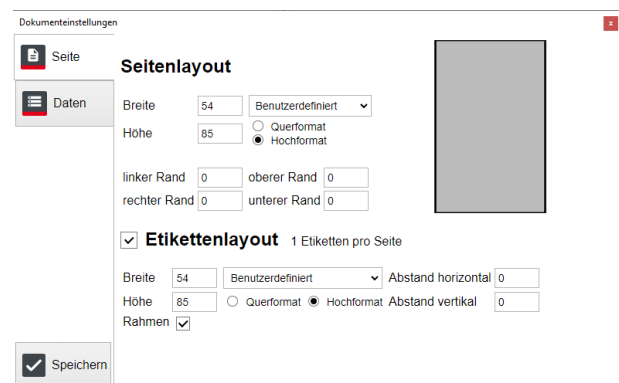 Dokumenteinstellungen
x
Seite
Daten
Seitenlayout
Breite 54 Benutzerdefiniert
Höhe 85 Querformat
Hochformat
linker Rand 0 oberer Rand 0
rechter Rand 0 unterer Rand 0
Etikettenlayout 1 Etiketten pro Seite
Breite 54 Benutzerdefiniert Abstand horizontal 0
Höhe 85 Querformat Hochformat Abstand vertikal 0
Rahmen
Speichern